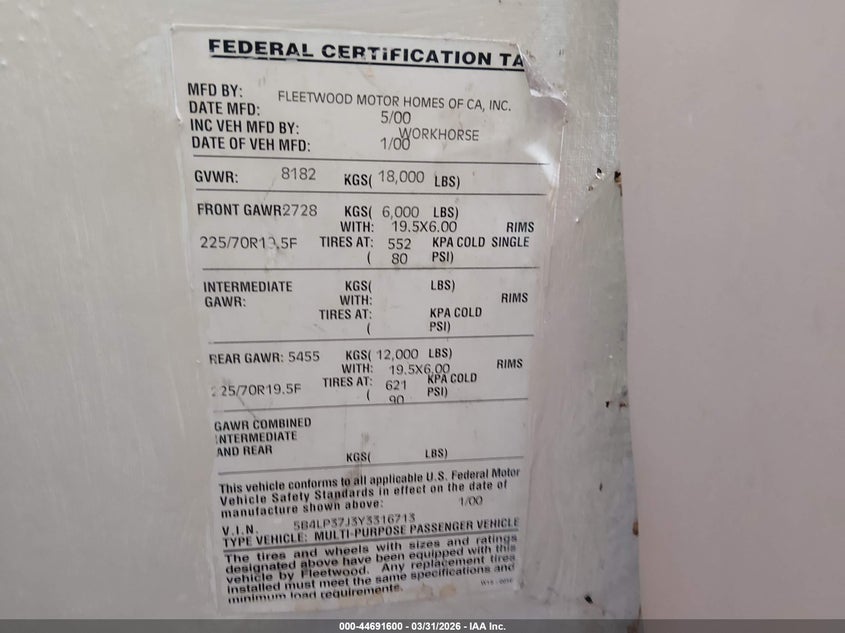 FEDERAL CERTIFICATION TA
MFD BY: FLEETWOOD MOTOR HOMES OF CA, INC.
DATE MFD: 5/00
INC VEH MFD BY: WORKHORSE
DATE OF VEH MFD: 1/00
GVWR: 8182 KGS( 18,000 LBS)
FRONT GAWR: 2728 KGS( 6,000 LBS)
WITH: 19.5X6.00 RIMS
225/70R19.5F TIRES AT: 552 KPA COLD SINGLE
( 80 PSI)
INTERMEDIATE KGS( LBS)
GAWR: WITH: RIMS
TIRES AT: KPA COLD
( PSI)
REAR GAWR: 5455 KGS( 12,000 LBS)
WITH: 19.5X6.00 RIMS
225/70R19.5F TIRES AT: 621 KPA COLD
( 90 PSI)
GAWR COMBINED
INTERMEDIATE
AND REAR KGS( LBS)
This vehicle conforms to all applicable U.S. Federal Motor
Vehicle Safety Standards in effect on the date of
manufacture shown above: 1/00
V.I.N. 5B4LP37J3Y3316713
TYPE VEHICLE: MULTI-PURPOSE PASSENGER VEHICLE
The tires and wheels with sizes and ratings
designated above have been equipped with this
vehicle by Fleetwood. Any replacement tires
installed must meet the same specifications and
minimum load requirements.
000-44691600 - 03/31/2026 - IAA Inc.